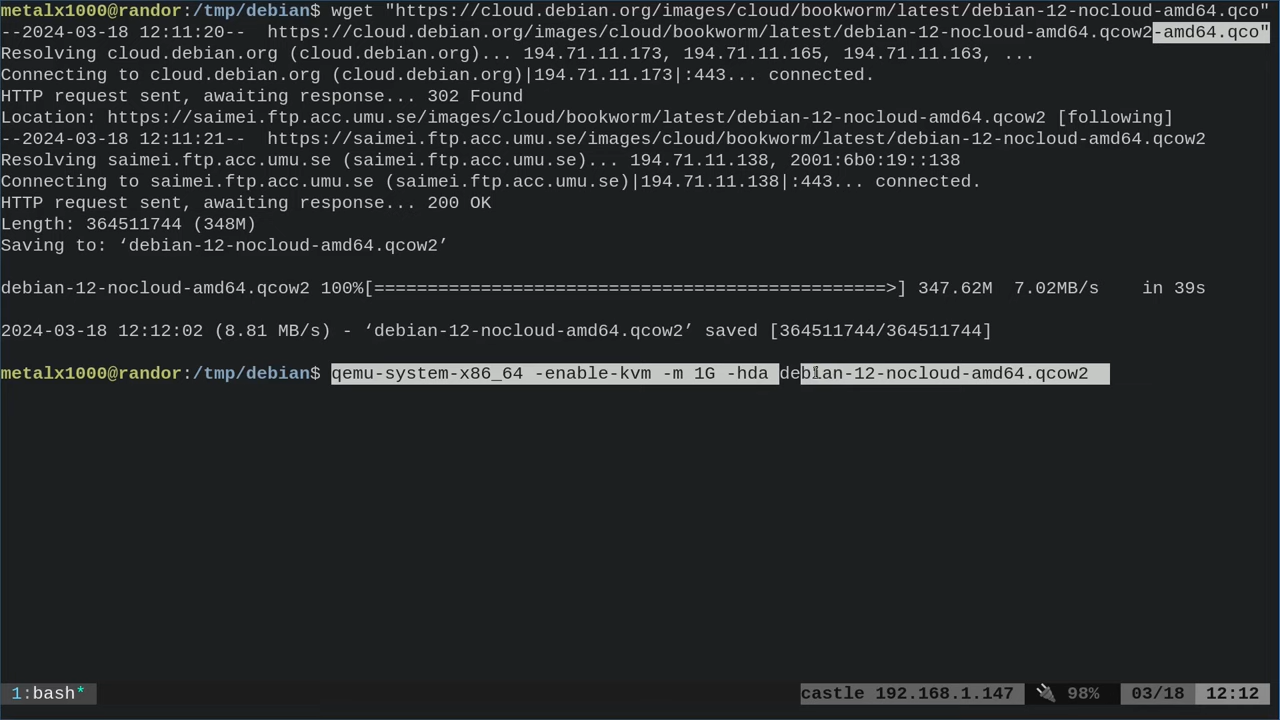 metalx1000@randor:/tmp/debian$ wget "https://cloud.debian.org/images/cloud/bookworm/latest/debian-12-nocloud-amd64.qco"
--2024-03-18 12:11:20--  https://cloud.debian.org/images/cloud/bookworm/latest/debian-12-nocloud-amd64.qcow2-amd64.qco"
Resolving cloud.debian.org (cloud.debian.org)... 194.71.11.173, 194.71.11.165, 194.71.11.163, ...
Connecting to cloud.debian.org (cloud.debian.org)|194.71.11.173|:443... connected.
HTTP request sent, awaiting response... 302 Found
Location: https://saimei.ftp.acc.umu.se/images/cloud/bookworm/latest/debian-12-nocloud-amd64.qcow2 [following]
--2024-03-18 12:11:21--  https://saimei.ftp.acc.umu.se/images/cloud/bookworm/latest/debian-12-nocloud-amd64.qcow2
Resolving saimei.ftp.acc.umu.se (saimei.ftp.acc.umu.se)... 194.71.11.138, 2001:6b0:19::138
Connecting to saimei.ftp.acc.umu.se (saimei.ftp.acc.umu.se)|194.71.11.138|:443... connected.
HTTP request sent, awaiting response... 200 OK
Length: 364511744 (348M)
Saving to: ‘debian-12-nocloud-amd64.qcow2’
debian-12-nocloud-amd64.qcow2 100%[================================================>] 347.62M  7.02MB/s    in 39s
2024-03-18 12:12:02 (8.81 MB/s) - ‘debian-12-nocloud-amd64.qcow2’ saved [364511744/364511744]
metalx1000@randor:/tmp/debian$ qemu-system-x86_64 -enable-kvm -m 1G -hda debian-12-nocloud-amd64.qcow2
1:bash* castle 192.168.1.147 98% 03/18 12:12